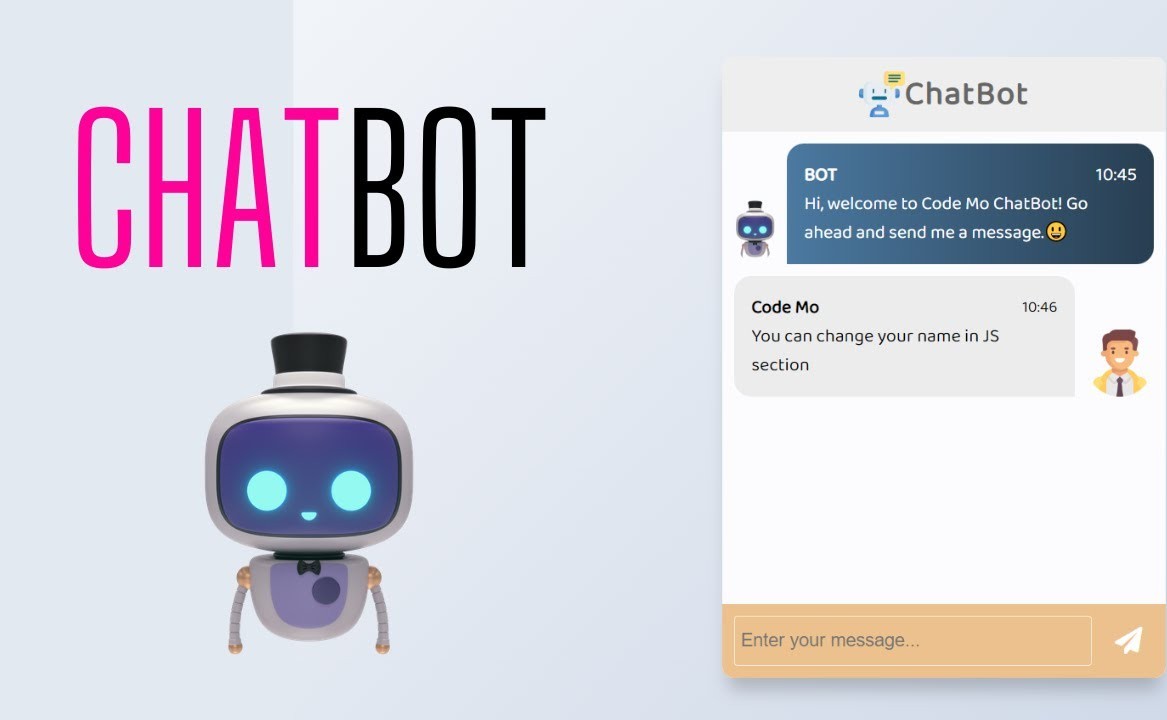 CHATBOT
ChatBot
BOT 10:45
Hi, welcome to Code Mo ChatBot! Go
ahead and send me a message.😃
Code Mo 10:46
You can change your name in JS
section
Enter your message...